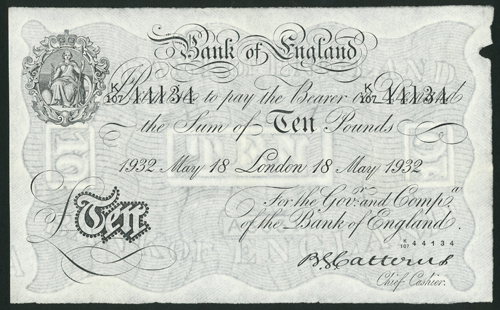 Bank of England
K/107 44134 K/107 44134
Promise to pay the Bearer on Demand
the Sum of Ten Pounds
1932 May 18 London 18 May 1932
For the Govr. and Compa.
of the Bank of England.
£Ten
K/107 44134
B.G. Catterns
Chief Cashier.